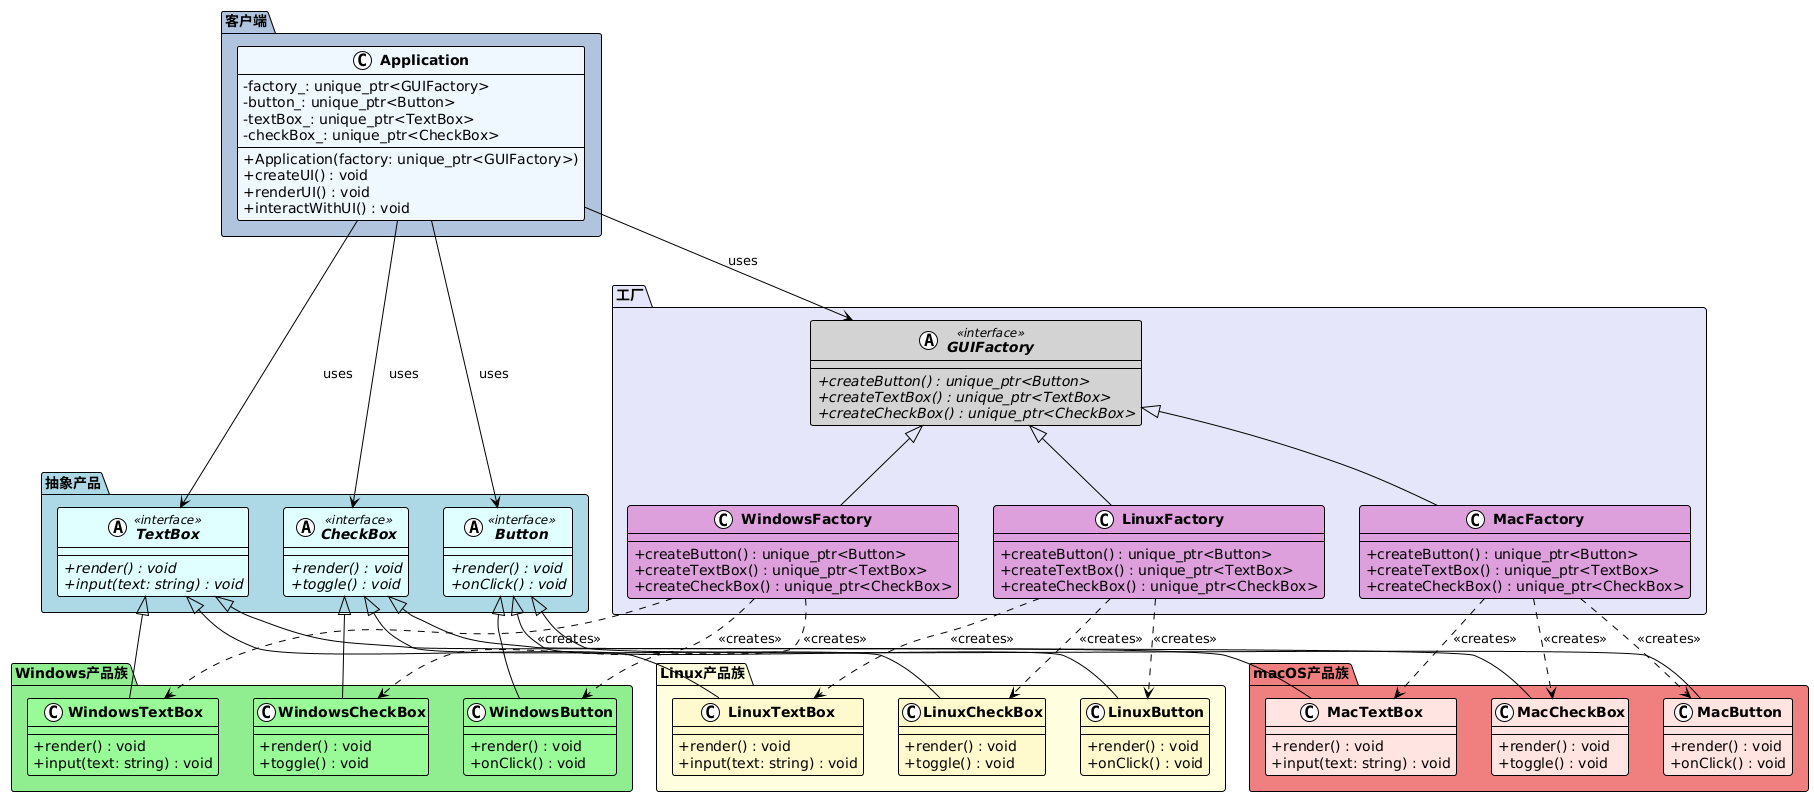 客户端
C Application
-factory_: unique_ptr<GUIFactory>
-button_: unique_ptr<Button>
-textBox_: unique_ptr<TextBox>
-checkBox_: unique_ptr<CheckBox>
+Application(factory: unique_ptr<GUIFactory>)
+createUI() : void
+renderUI() : void
+interactWithUI() : void
uses
工厂
A «interface»
GUIFactory
+createButton() : unique_ptr<Button>
+createTextBox() : unique_ptr<TextBox>
+createCheckBox() : unique_ptr<CheckBox>
uses
uses
uses
抽象产品
A «interface»
TextBox
+render() : void
+input(text: string) : void
A «interface»
CheckBox
+render() : void
+toggle() : void
A «interface»
Button
+render() : void
+onClick() : void
C WindowsFactory
+createButton() : unique_ptr<Button>
+createTextBox() : unique_ptr<TextBox>
+createCheckBox() : unique_ptr<CheckBox>
C LinuxFactory
+createButton() : unique_ptr<Button>
+createTextBox() : unique_ptr<TextBox>
+createCheckBox() : unique_ptr<CheckBox>
C MacFactory
+createButton() : unique_ptr<Button>
+createTextBox() : unique_ptr<TextBox>
+createCheckBox() : unique_ptr<CheckBox>
«creates»
«creates»
«creates»
«creates»
«creates»
«creates»
«creates»
«creates»
«creates»
Windows产品族
C WindowsTextBox
+render() : void
+input(text: string) : void
C WindowsCheckBox
+render() : void
+toggle() : void
C WindowsButton
+render() : void
+onClick() : void
Linux产品族
C LinuxTextBox
+render() : void
+input(text: string) : void
C LinuxCheckBox
+render() : void
+toggle() : void
C LinuxButton
+render() : void
+onClick() : void
macOS产品族
C MacTextBox
+render() : void
+input(text: string) : void
C MacCheckBox
+render() : void
+toggle() : void
C MacButton
+render() : void
+onClick() : void